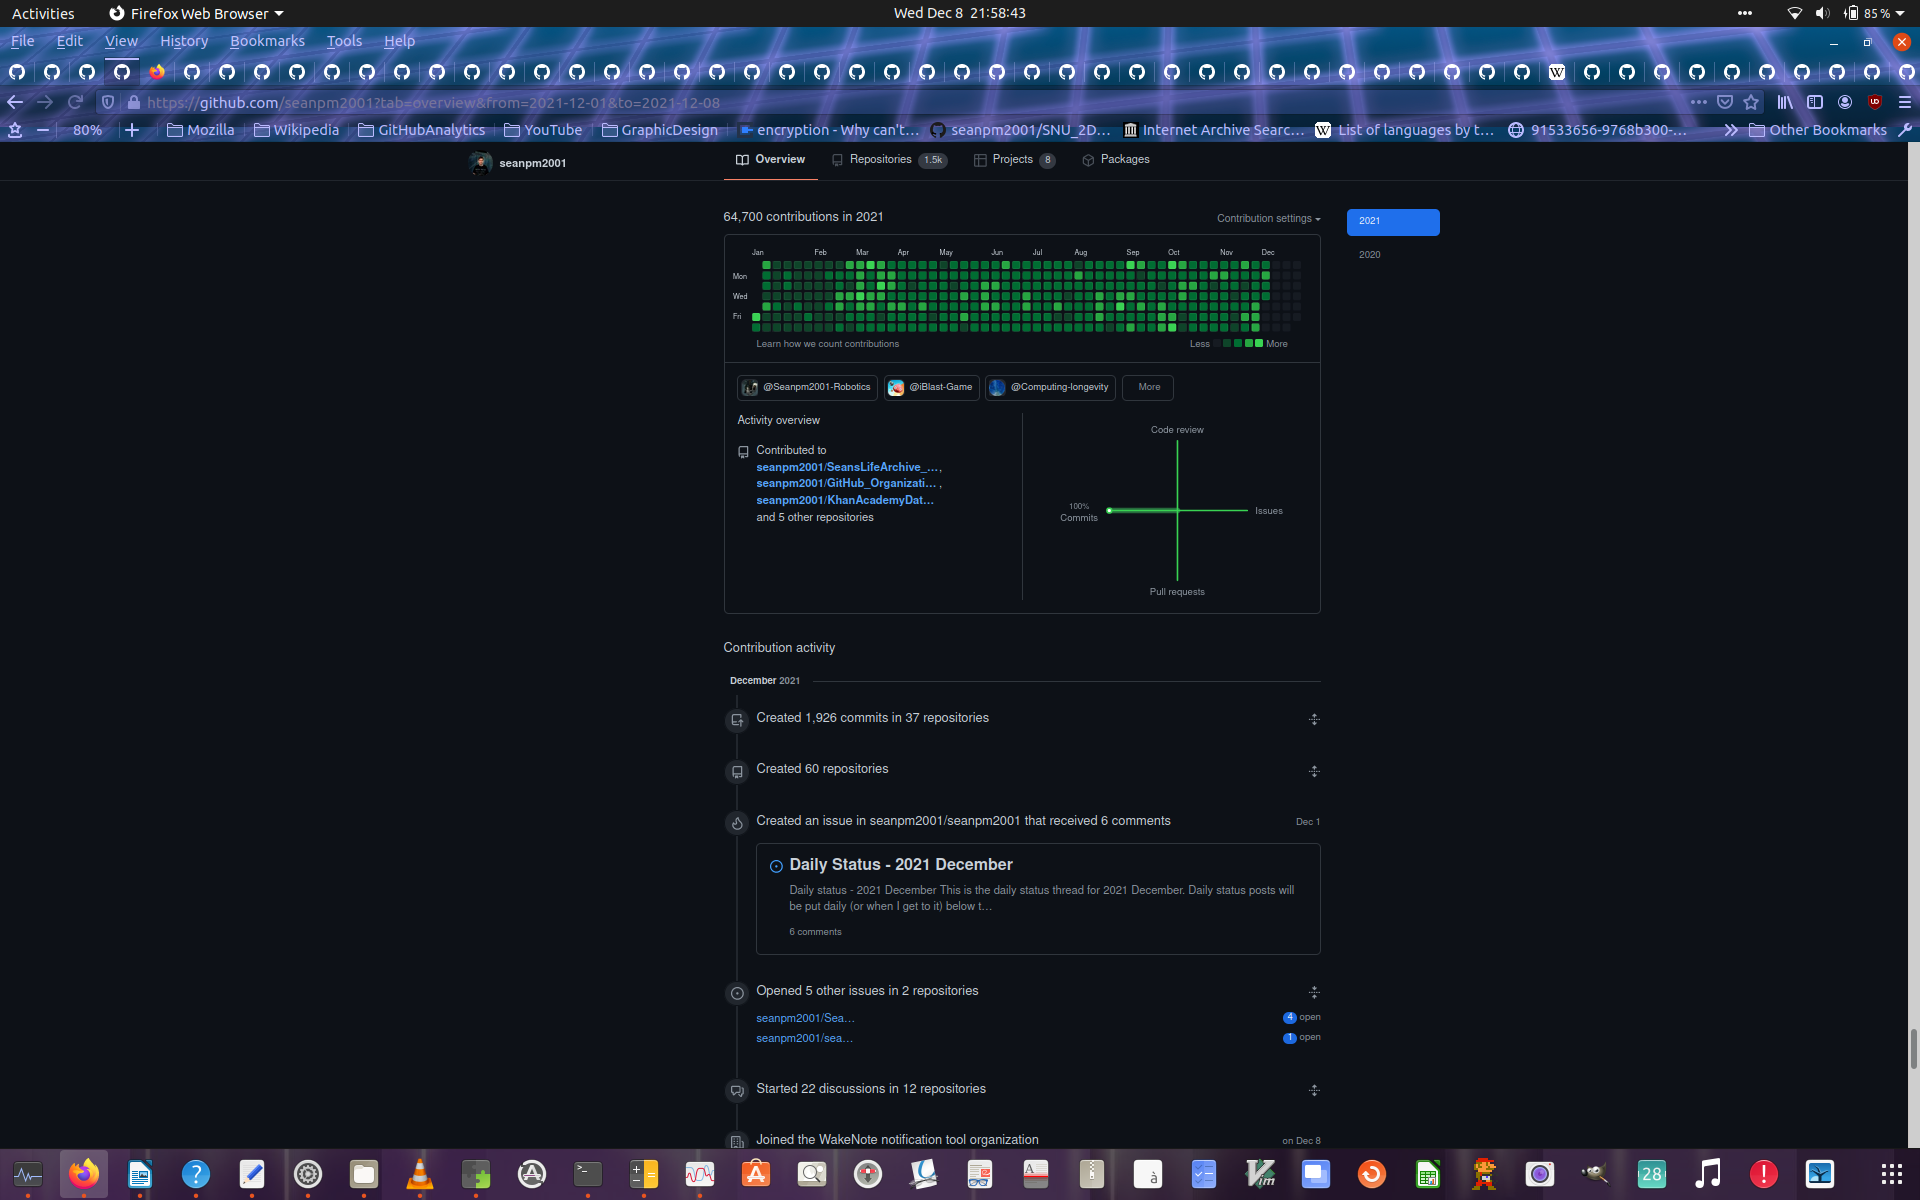 Activities
Firefox Web Browser
Wed Dec 8 21:58:43
85 %
File Edit View History Bookmarks Tools Help
https://github.com/seanpm2001?tab=overview&from=2021-12-01&to=2021-12-08
80%
Mozilla
Wikipedia
GitHubAnalytics
YouTube
GraphicDesign
encryption - Why can't…
seanpm2001/SNU_2D…
Internet Archive Searc…
List of languages by t…
91533656-9768b300-…
Other Bookmarks
seanpm2001
Overview
Repositories 1.5k
Projects 8
Packages
64,700 contributions in 2021
Contribution settings
2021
2020
Jan Feb Mar Apr May Jun Jul Aug Sep Oct Nov Dec
Mon
Wed
Fri
Learn how we count contributions
Less
More
@Seanpm2001-Robotics
@iBlast-Game
@Computing-longevity
More
Activity overview
Contributed to
seanpm2001/SeansLifeArchive_…,
seanpm2001/GitHub_Organizati… ,
seanpm2001/KhanAcademyDat…
and 5 other repositories
Code review
100%
Commits
Issues
Pull requests
Contribution activity
December 2021
Created 1,926 commits in 37 repositories
Created 60 repositories
Created an issue in seanpm2001/seanpm2001 that received 6 comments
Dec 1
Daily Status - 2021 December
Daily status - 2021 December This is the daily status thread for 2021 December. Daily status posts will
be put daily (or when I get to it) below t…
6 comments
Opened 5 other issues in 2 repositories
seanpm2001/Sea…
4 open
seanpm2001/sea…
1 open
Started 22 discussions in 12 repositories
Joined the WakeNote notification tool organization
on Dec 8
28